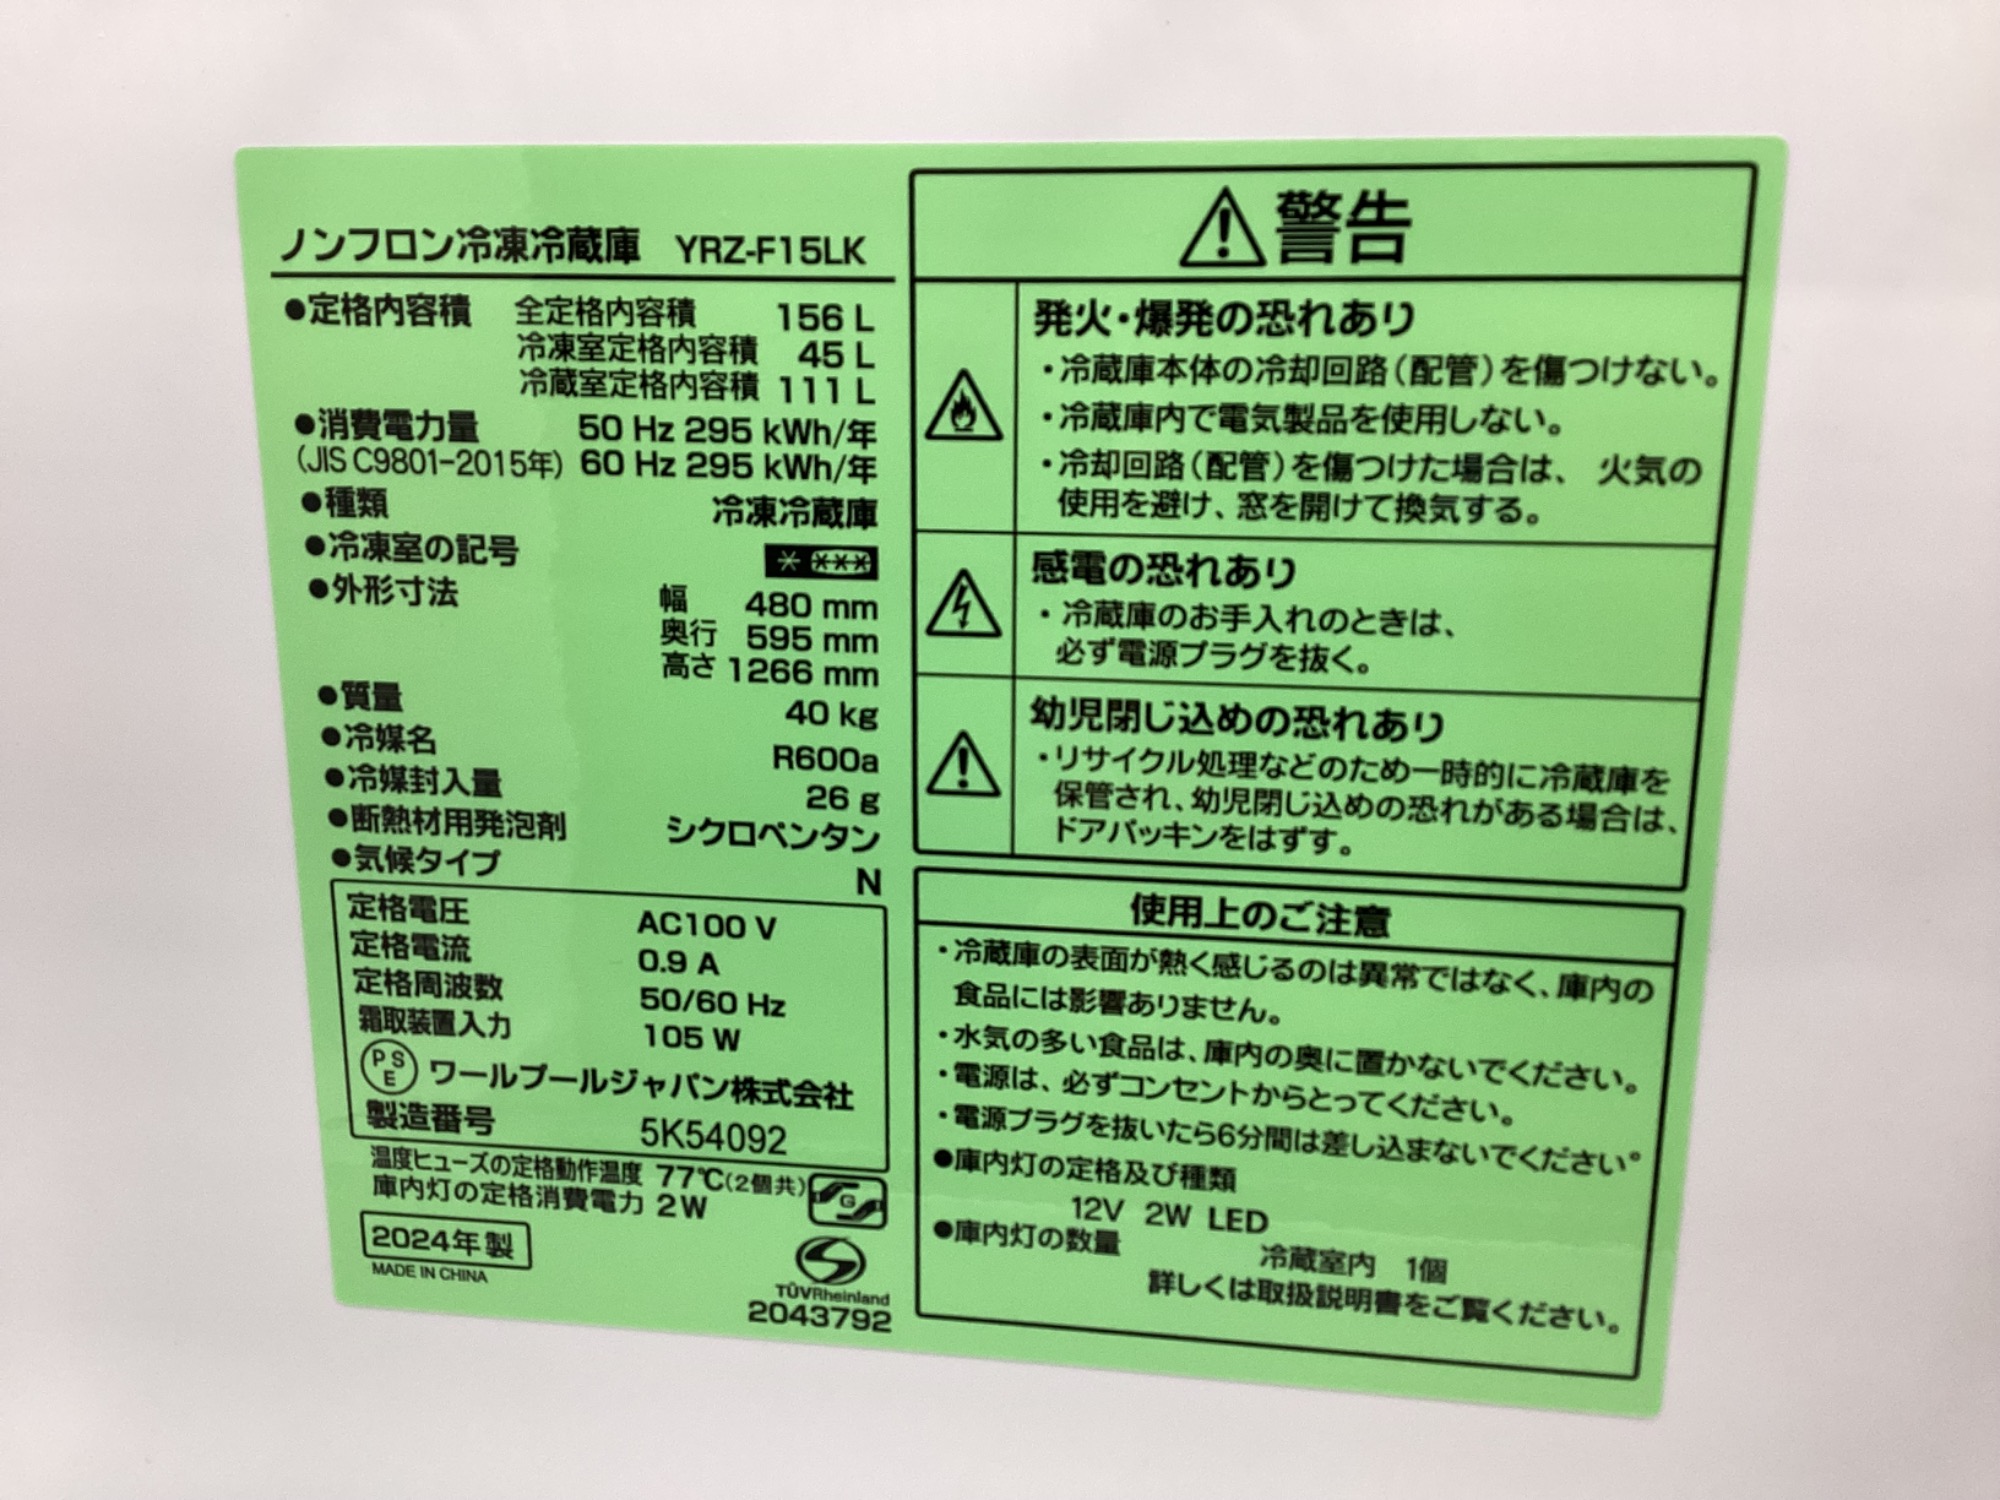 ノンフロン冷凍冷蔵庫 YRZ-F15LK
●定格内容積 全定格内容積 156 L
冷凍室定格内容積 45 L
冷蔵室定格内容積 111 L
●消費電力量 50 Hz 295 kWh/年
(JIS C9801-2015年) 60 Hz 295 kWh/年
●種類 冷凍冷蔵庫
●冷凍室の記号 * ***
●外形寸法 幅 480 mm
奥行 595 mm
高さ 1266 mm
●質量 40 kg
●冷媒名 R600a
●冷媒封入量 26 g
●断熱材用発泡剤 シクロペンタン
●気候タイプ N
定格電圧 AC100 V
定格電流 0.9 A
定格周波数 50/60 Hz
霜取装置入力 105 W
PSE ワールプールジャパン株式会社
製造番号 5K54092
温度ヒューズの定格動作温度 77℃(2個共)
庫内灯の定格消費電力 2W
G
2024年製
MADE IN CHINA
TÜVRheinland
2043792
警告
発火・爆発の恐れあり
・冷蔵庫本体の冷却回路(配管)を傷つけない。
・冷蔵庫内で電気製品を使用しない。
・冷却回路(配管)を傷つけた場合は、火気の
使用を避け、窓を開けて換気する。
感電の恐れあり
・冷蔵庫のお手入れのときは、
必ず電源プラグを抜く。
幼児閉じ込めの恐れあり
・リサイクル処理などのため一時的に冷蔵庫を
保管され、幼児閉じ込めの恐れがある場合は、
ドアパッキンをはずす。
使用上のご注意
・冷蔵庫の表面が熱く感じるのは異常ではなく、庫内の
食品には影響ありません。
・水気の多い食品は、庫内の奥に置かないでください。
・電源は、必ずコンセントからとってください。
・電源プラグを抜いたら6分間は差し込まないでください。
●庫内灯の定格及び種類
12V 2W LED
●庫内灯の数量
冷蔵室内 1個
詳しくは取扱説明書をご覧ください。